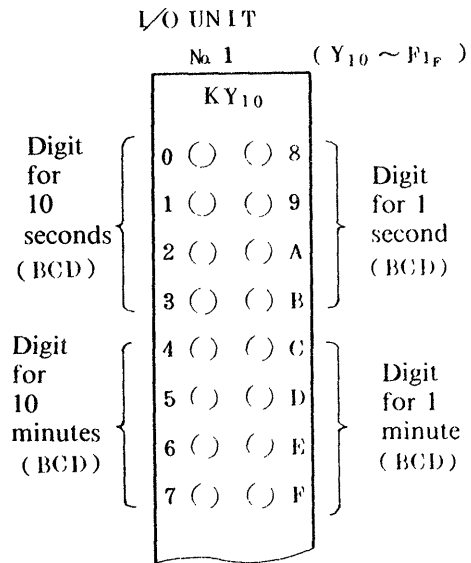 I/O UNIT
No. 1 (Y10 ~ F1F)
KY10
Digit
for
10
seconds
(BCD)
0 ( ) ( ) 8
1 ( ) ( ) 9
2 ( ) ( ) A
3 ( ) ( ) B
Digit
for 1
second
(BCD)
Digit
for
10
minutes
(BCD)
4 ( ) ( ) C
5 ( ) ( ) D
6 ( ) ( ) E
7 ( ) ( ) F
Digit
for 1
minute
(BCD)